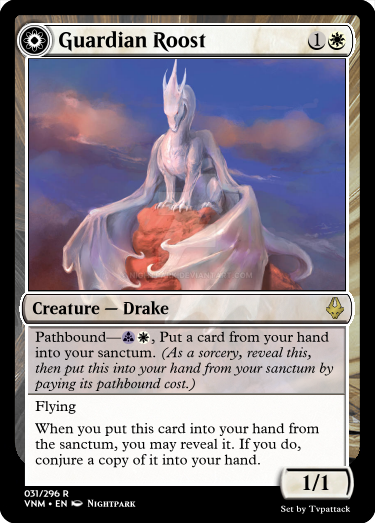 Guardian Roost
1
Creature — Drake
Pathbound— , Put a card from your hand
into your sanctum. (As a sorcery, reveal this,
then put this into your hand from your sanctum by
paying its pathbound cost.)
Flying
When you put this card into your hand from
the sanctum, you may reveal it. If you do,
conjure a copy of it into your hand.
1/1
031/296 R
VNM • EN Nightpark
Set by Tvpattack